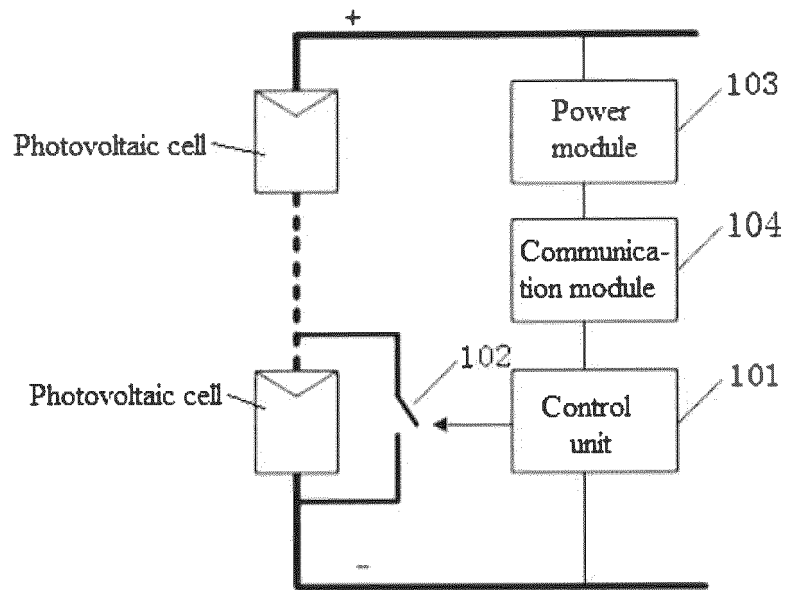 +
Power
module
103
Photovoltaic cell
Communica-
tion module
104
102
Photovoltaic cell
Control
unit
101
-